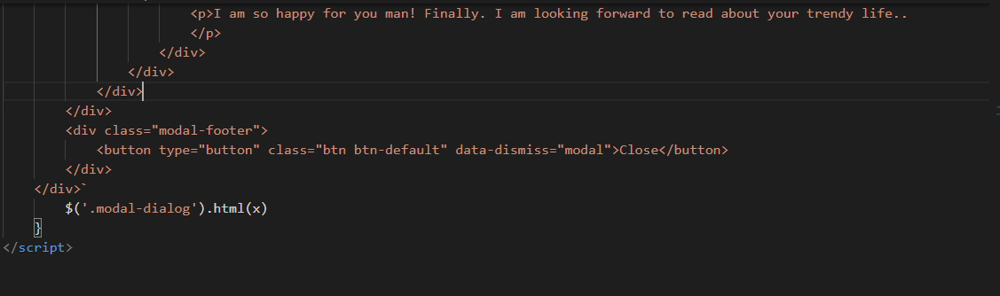 <p>I am so happy for you man! Finally. I am looking forward to read about your trendy life..
</p>
</div>
</div>
</div>
</div>
<div class="modal-footer">
<button type="button" class="btn btn-default" data-dismiss="modal">Close</button>
</div>
</div>`
$('.modal-dialog').html(x)
}
</script>